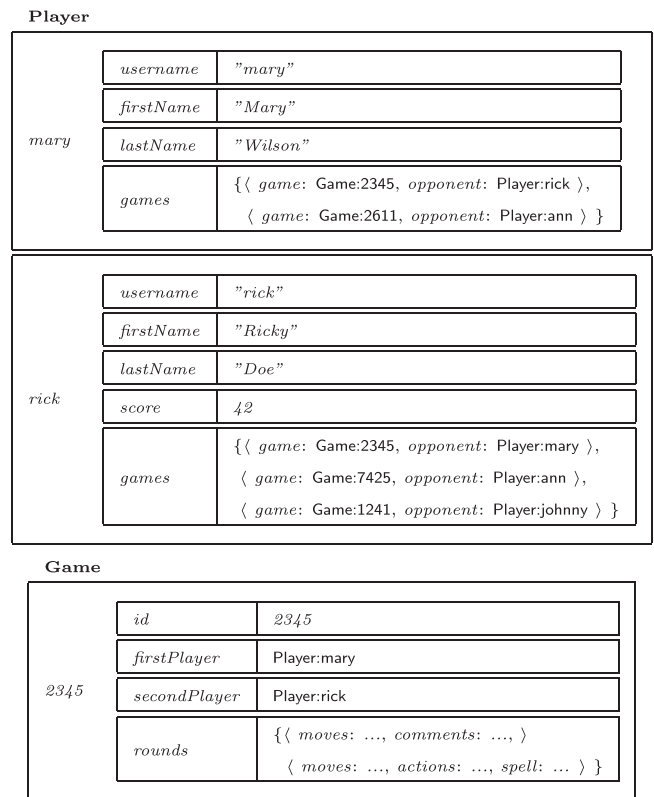 Player
mary
username "mary"
firstName "Mary"
lastName "Wilson"
games
{⟨ game: Game:2345, opponent: Player:rick ⟩,
⟨ game: Game:2611, opponent: Player:ann ⟩ }
rick
username "rick"
firstName "Ricky"
lastName "Doe"
score 42
games
{⟨ game: Game:2345, opponent: Player:mary ⟩,
⟨ game: Game:7425, opponent: Player:ann ⟩,
⟨ game: Game:1241, opponent: Player:johnny ⟩ }
Game
2345
id 2345
firstPlayer Player:mary
secondPlayer Player:rick
rounds
{⟨ moves: ..., comments: ..., ⟩
⟨ moves: ..., actions: ..., spell: ... ⟩ }